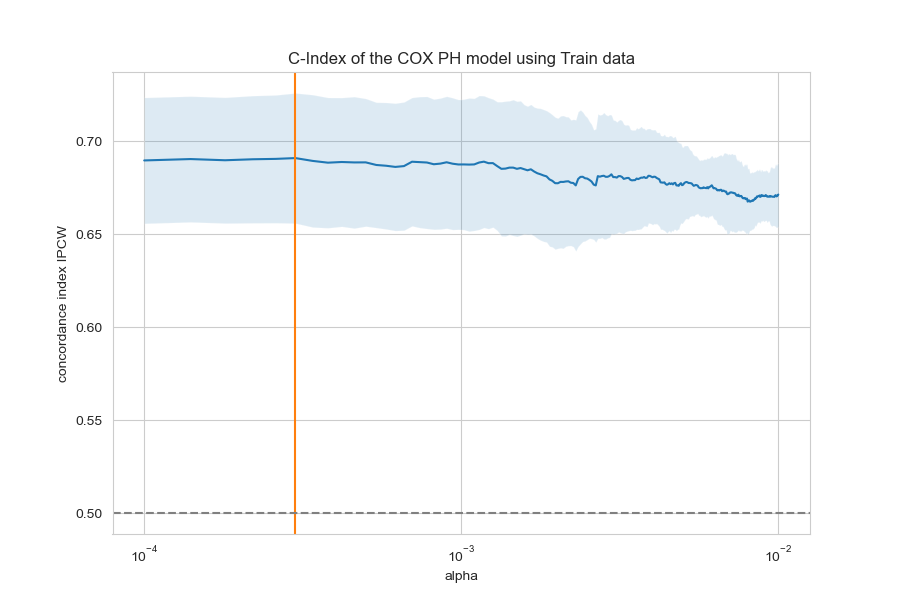 C-Index of the COX PH model using Train data
concordance index IPCW
0.70
0.65
0.60
0.55
0.50
10⁻⁴
10⁻³
10⁻²
alpha